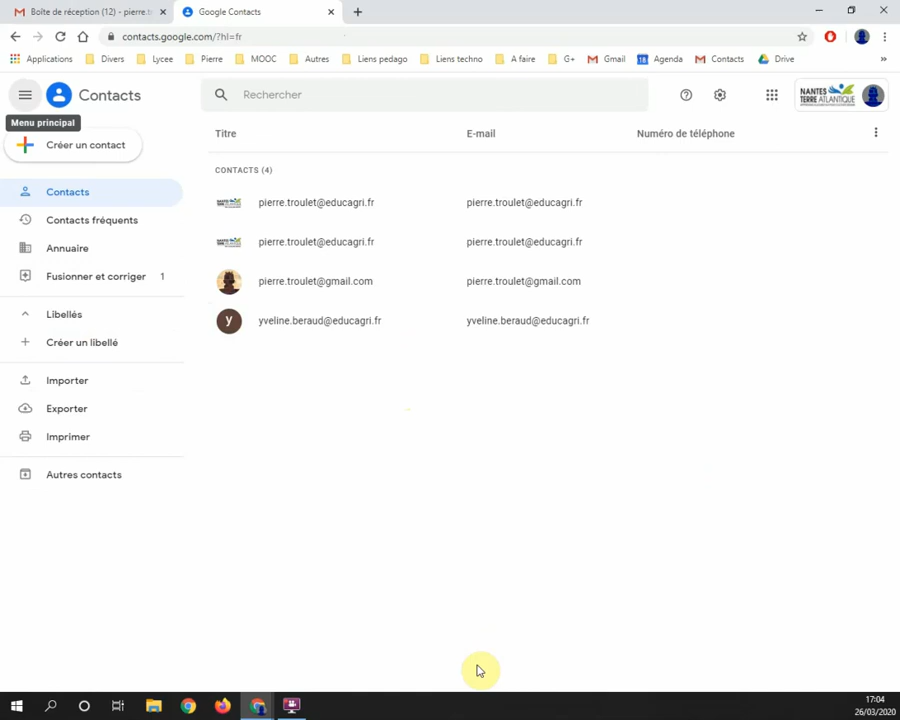 Boîte de réception (12) - pierre.t
Google Contacts
contacts.google.com/?hl=fr
Applications Divers Lycee Pierre MOOC Autres Liens pedago Liens techno A faire G+ Gmail Agenda Contacts Drive »
Contacts
Rechercher
NANTES
TERRE ATLANTIQUE
Menu principal
Créer un contact
Contacts
Contacts fréquents
Annuaire
Fusionner et corriger 1
Libellés
Créer un libellé
Importer
Exporter
Imprimer
Autres contacts
Titre E-mail Numéro de téléphone
CONTACTS (4)
pierre.troulet@educagri.fr pierre.troulet@educagri.fr
pierre.troulet@educagri.fr pierre.troulet@educagri.fr
pierre.troulet@gmail.com pierre.troulet@gmail.com
y yveline.beraud@educagri.fr yveline.beraud@educagri.fr
17:04
26/03/2020